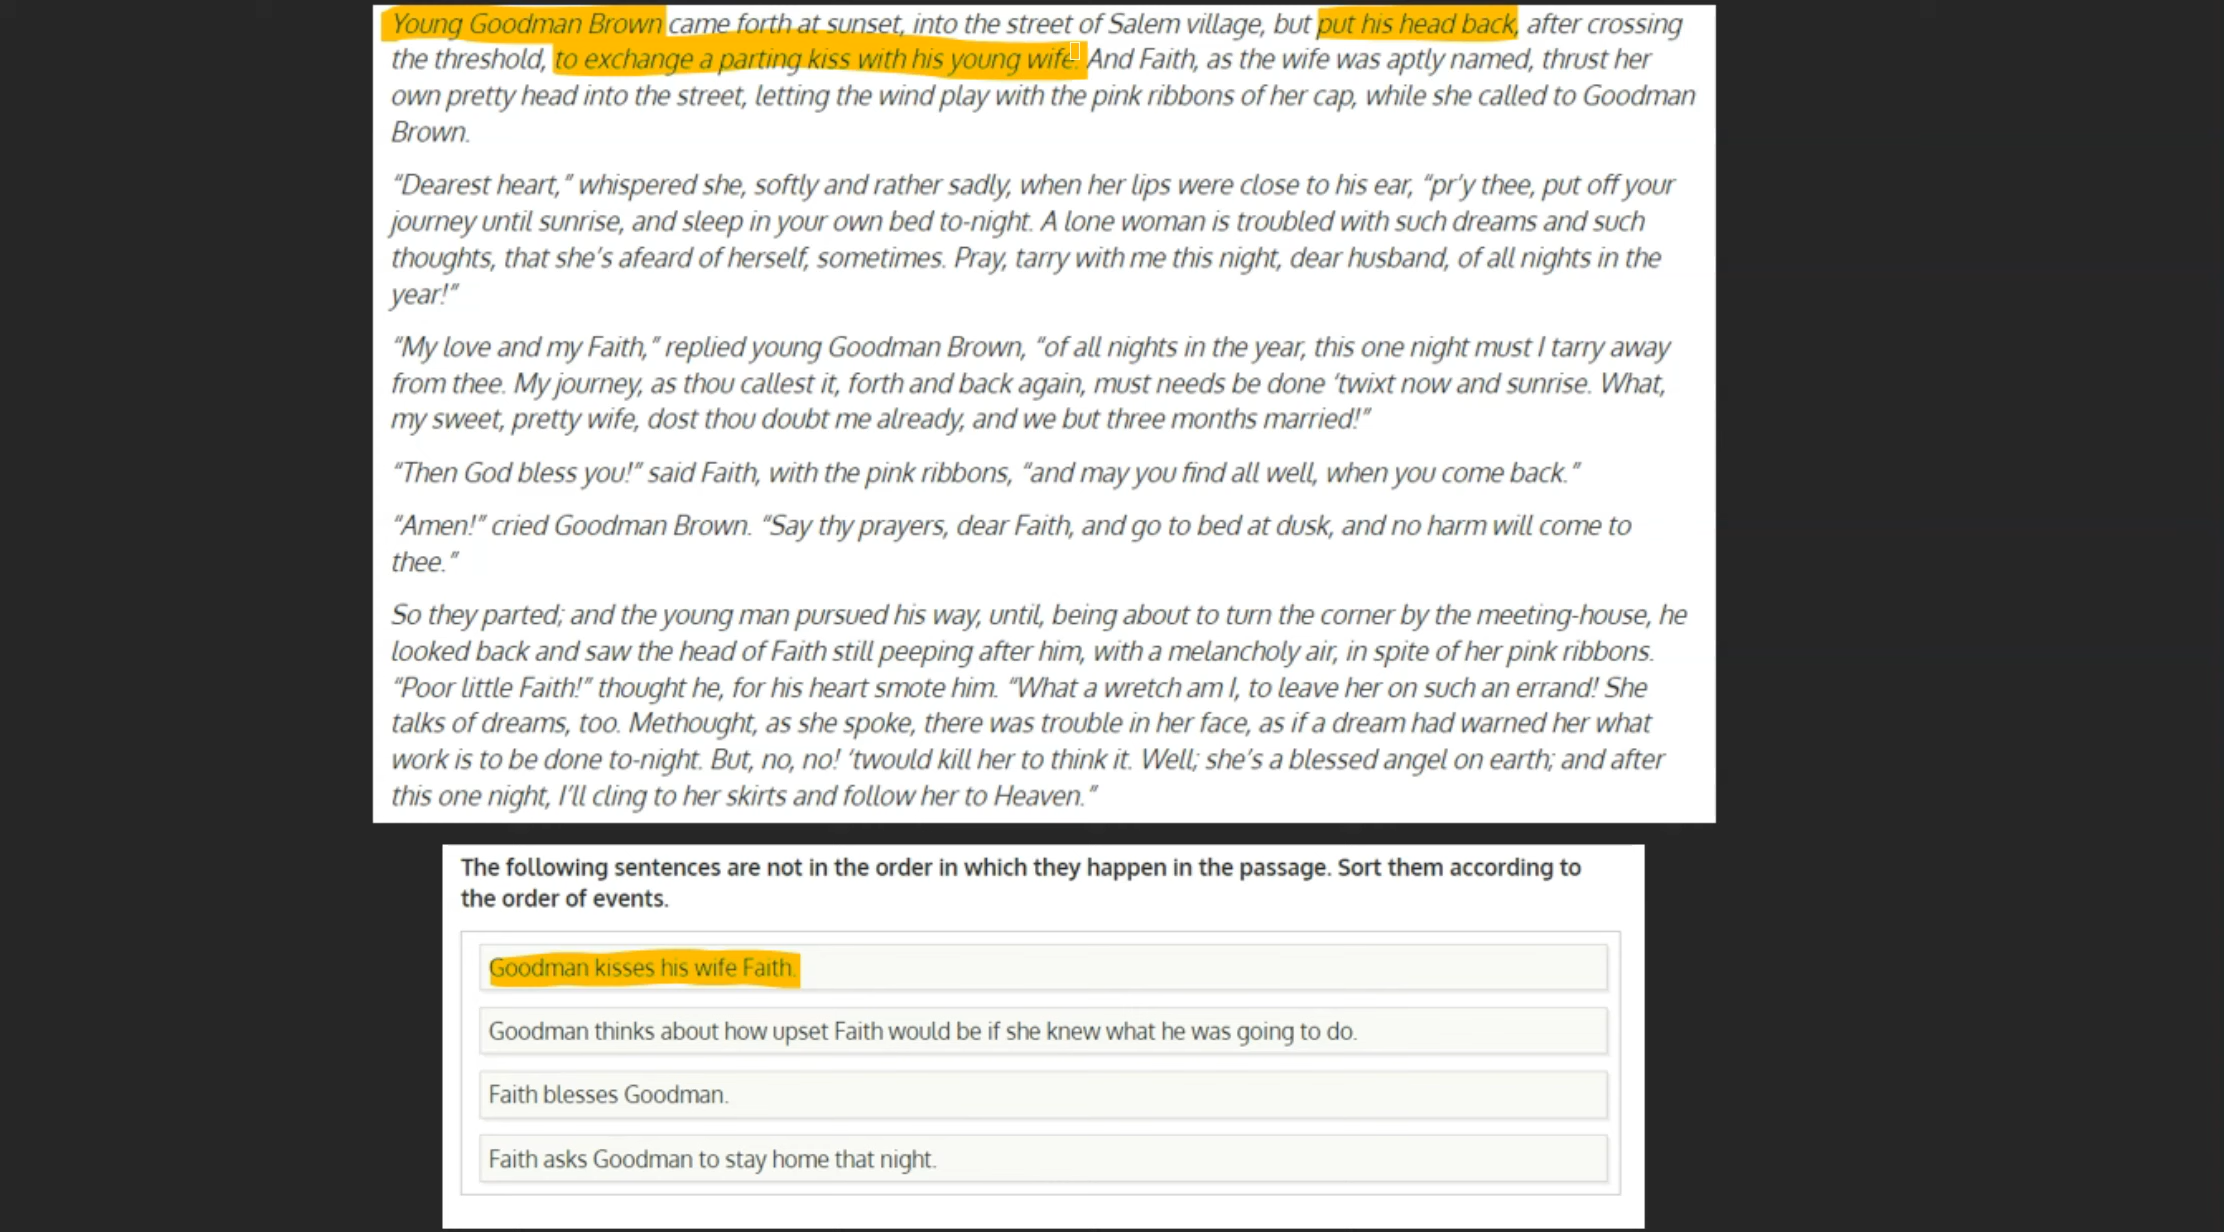 Young Goodman Brown came forth at sunset, into the street of Salem village, but put his head back, after crossing
the threshold, to exchange a parting kiss with his young wife. And Faith, as the wife was aptly named, thrust her
own pretty head into the street, letting the wind play with the pink ribbons of her cap, while she called to Goodman
Brown.
“Dearest heart,” whispered she, softly and rather sadly, when her lips were close to his ear, “pr’y thee, put off your
journey until sunrise, and sleep in your own bed to-night. A lone woman is troubled with such dreams and such
thoughts, that she’s afeard of herself, sometimes. Pray, tarry with me this night, dear husband, of all nights in the
year!”
“My love and my Faith,” replied young Goodman Brown, “of all nights in the year, this one night must I tarry away
from thee. My journey, as thou callest it, forth and back again, must needs be done ‘twixt now and sunrise. What,
my sweet, pretty wife, dost thou doubt me already, and we but three months married!”
“Then God bless you!” said Faith, with the pink ribbons, “and may you find all well, when you come back.”
“Amen!” cried Goodman Brown. “Say thy prayers, dear Faith, and go to bed at dusk, and no harm will come to
thee.”
So they parted; and the young man pursued his way, until, being about to turn the corner by the meeting-house, he
looked back and saw the head of Faith still peeping after him, with a melancholy air, in spite of her pink ribbons.
“Poor little Faith!” thought he, for his heart smote him. “What a wretch am I, to leave her on such an errand! She
talks of dreams, too. Methought, as she spoke, there was trouble in her face, as if a dream had warned her what
work is to be done to-night. But, no, no! ‘twould kill her to think it. Well; she’s a blessed angel on earth; and after
this one night, I’ll cling to her skirts and follow her to Heaven.”
The following sentences are not in the order in which they happen in the passage. Sort them according to
the order of events.
Goodman kisses his wife Faith.
Goodman thinks about how upset Faith would be if she knew what he was going to do.
Faith blesses Goodman.
Faith asks Goodman to stay home that night.